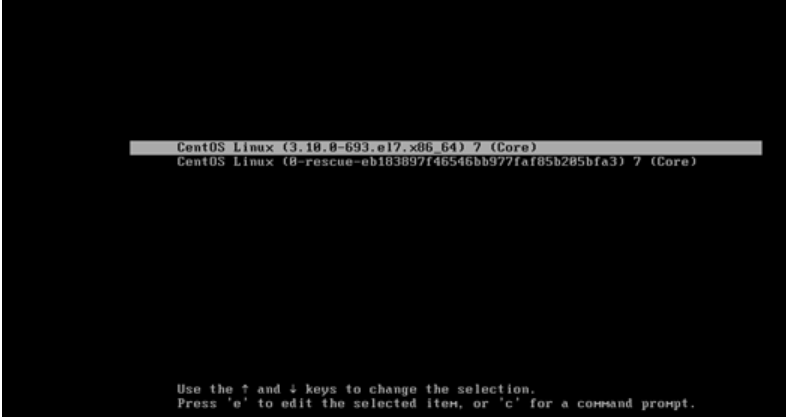 CentOS Linux (3.10.0-693.el7.x86_64) 7 (Core)
CentOS Linux (0-rescue-eb183897f46546bb977faf85b205bfa3) 7 (Core)
Use the ↑ and ↓ keys to change the selection.
Press 'e' to edit the selected item, or 'c' for a command prompt.